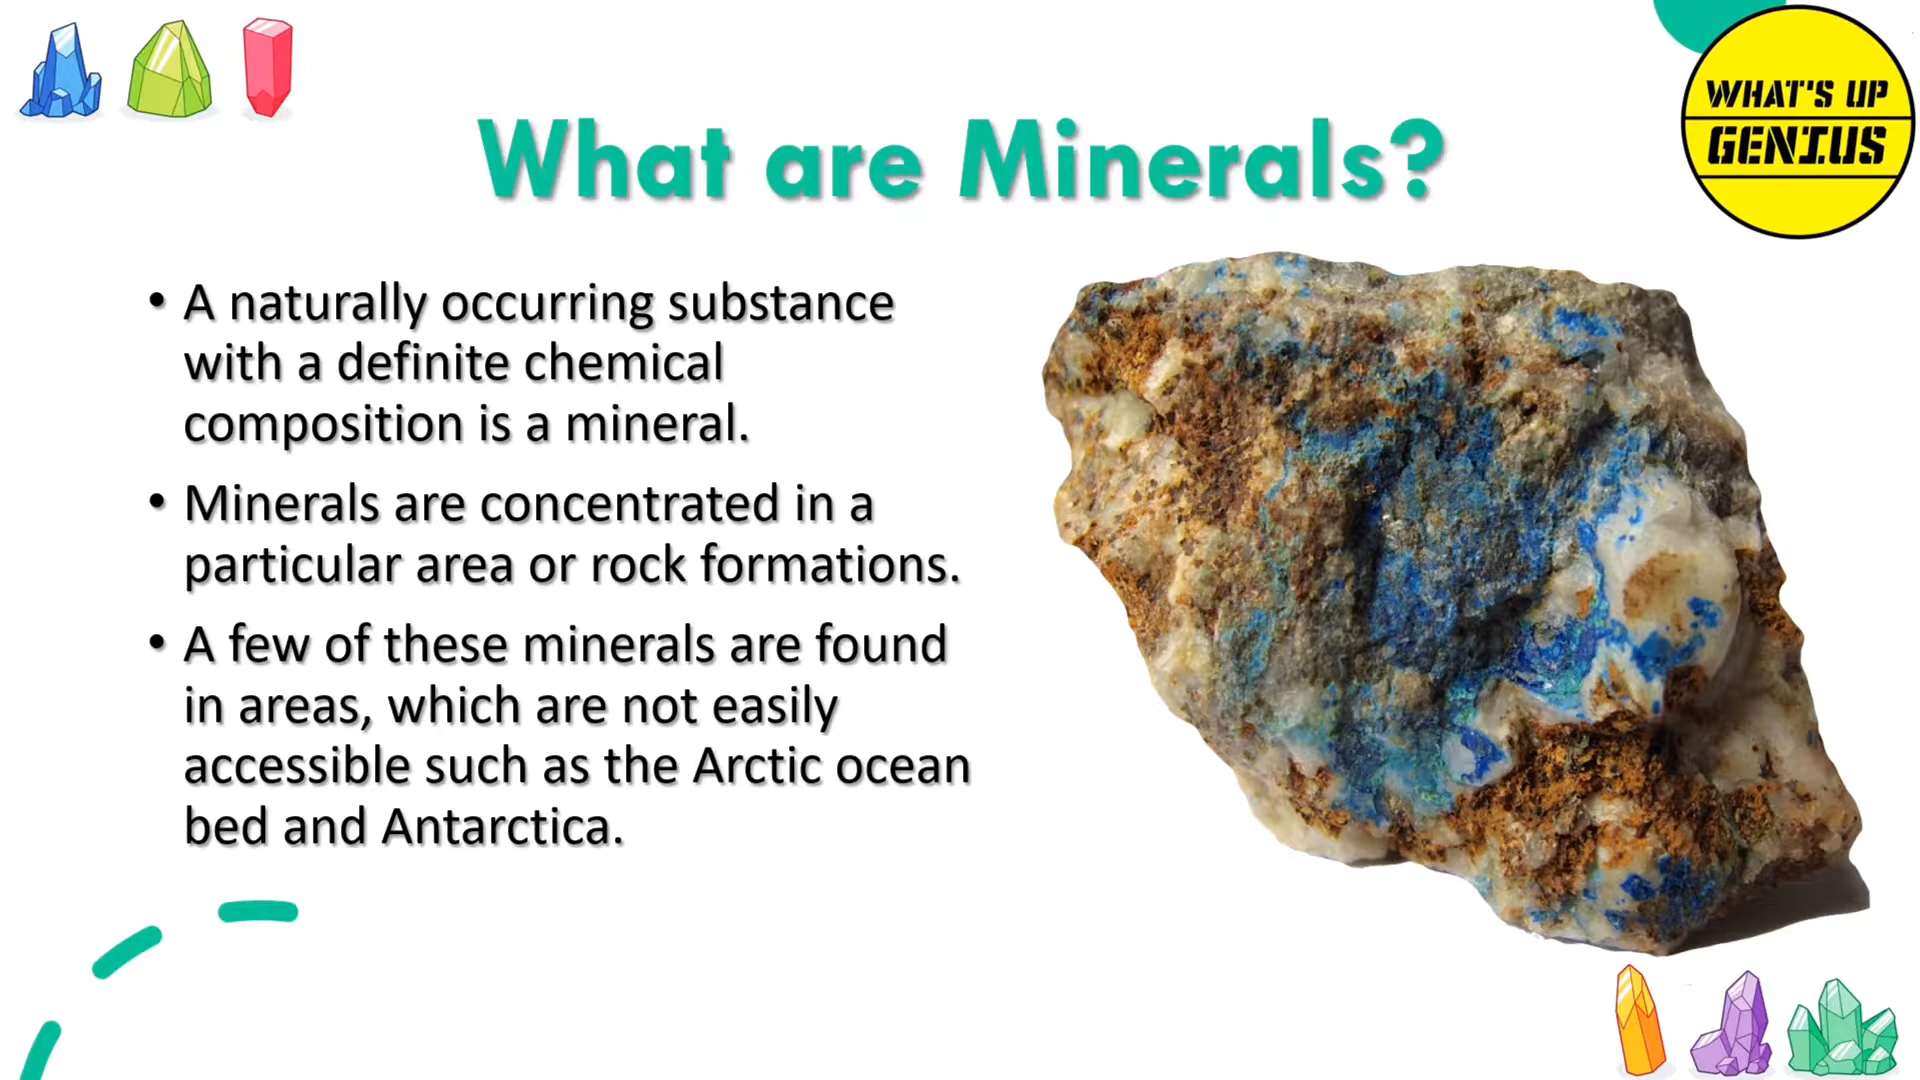 WHAT'S UP
GENIUS
What are Minerals?
• A naturally occurring substance
with a definite chemical
composition is a mineral.
• Minerals are concentrated in a
particular area or rock formations.
• A few of these minerals are found
in areas, which are not easily
accessible such as the Arctic ocean
bed and Antarctica.